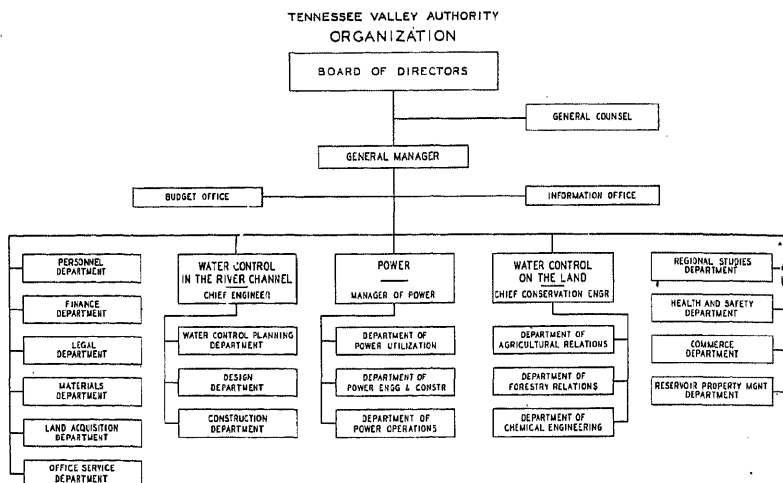 TENNESSEE VALLEY AUTHORITY
ORGANIZATION
BOARD OF DIRECTORS
GENERAL COUNSEL
GENERAL MANAGER
BUDGET OFFICE
INFORMATION OFFICE
PERSONNEL
DEPARTMENT
FINANCE
DEPARTMENT
LEGAL
DEPARTMENT
MATERIALS
DEPARTMENT
LAND ACQUISITION
DEPARTMENT
OFFICE SERVICE
DEPARTMENT
WATER CONTROL
IN THE RIVER CHANNEL
CHIEF ENGINEER
WATER CONTROL PLANNING
DEPARTMENT
DESIGN
DEPARTMENT
CONSTRUCTION
DEPARTMENT
POWER
MANAGER OF POWER
DEPARTMENT OF
POWER UTILIZATION
DEPARTMENT OF
POWER ENGG & CONSTR
DEPARTMENT OF
POWER OPERATIONS
WATER CONTROL
ON THE LAND
CHIEF CONSERVATION ENGR
DEPARTMENT OF
AGRICULTURAL RELATIONS
DEPARTMENT OF
FORESTRY RELATIONS
DEPARTMENT OF
CHEMICAL ENGINEERING
REGIONAL STUDIES
DEPARTMENT
HEALTH AND SAFETY
DEPARTMENT
COMMERCE
DEPARTMENT
RESERVOIR PROPERTY MGMT
DEPARTMENT